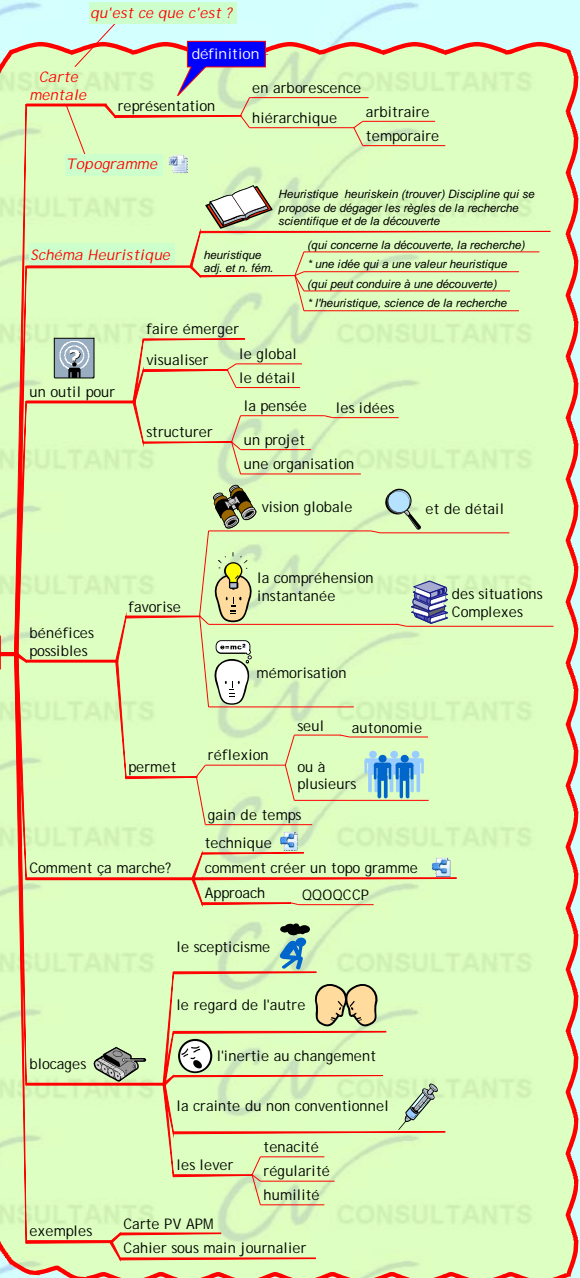 qu'est ce que c'est ?
définition
Carte
mentale
représentation
en arborescence
hiérarchique
arbitraire
temporaire
Topogramme
Heuristique heuriskein (trouver) Discipline qui se
propose de dégager les règles de la recherche
scientifique et de la découverte
Schéma Heuristique
heuristique
adj. et n. fém.
(qui concerne la découverte, la recherche)
* une idée qui a une valeur heuristique
(qui peut conduire à une découverte)
* l'heuristique, science de la recherche
un outil pour
faire émerger
visualiser
le global
le détail
structurer
la pensée
les idées
un projet
une organisation
bénéfices
possibles
favorise
vision globale
et de détail
la compréhension
instantanée
des situations
Complexes
e=mc²
mémorisation
permet
réflexion
seul
autonomie
ou à
plusieurs
gain de temps
Comment ça marche?
technique
comment créer un topo gramme
Approach
QQOQCCP
blocages
le scepticisme
le regard de l'autre
l'inertie au changement
la crainte du non conventionnel
les lever
tenacité
régularité
humilité
exemples
Carte PV APM
Cahier sous main journalier
CONSULTANTS